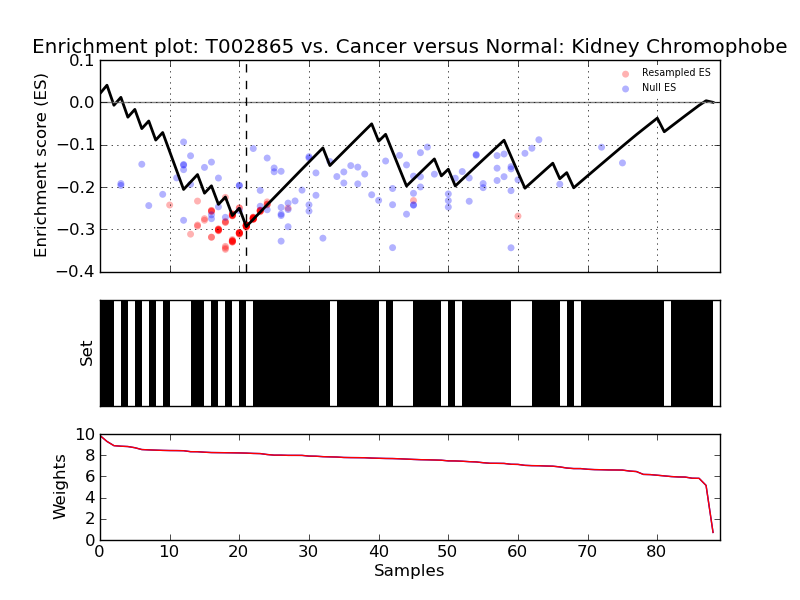 Enrichment plot: T002865 vs. Cancer versus Normal: Kidney Chromophobe
Enrichment score (ES)
0.1
0.0
−0.1
−0.2
−0.3
−0.4
Resampled ES
Null ES
Set
Weights
10
8
6
4
2
0
0 10 20 30 40 50 60 70 80
Samples